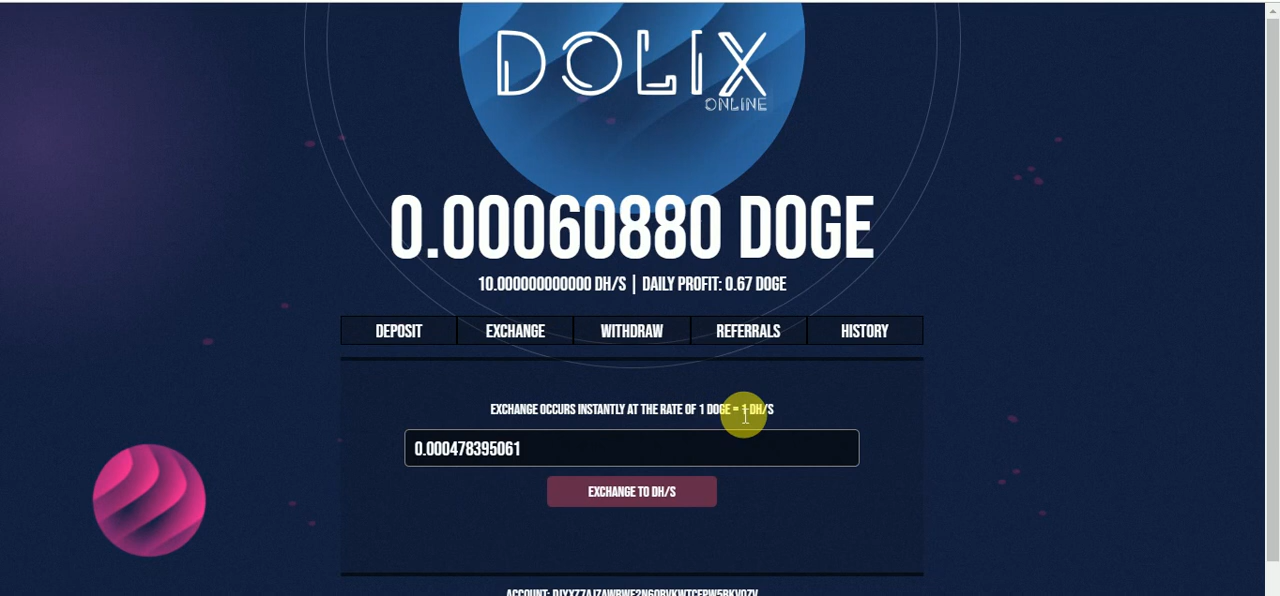 DOLIX
ONLINE
0.00060880 DOGE
10.000000000000 DH/S | DAILY PROFIT: 0.67 DOGE
DEPOSIT EXCHANGE WITHDRAW REFERRALS HISTORY
EXCHANGE OCCURS INSTANTLY AT THE RATE OF 1 DOGE = 1 DH/S
0.000478395061
EXCHANGE TO DH/S
ACCOUNT: